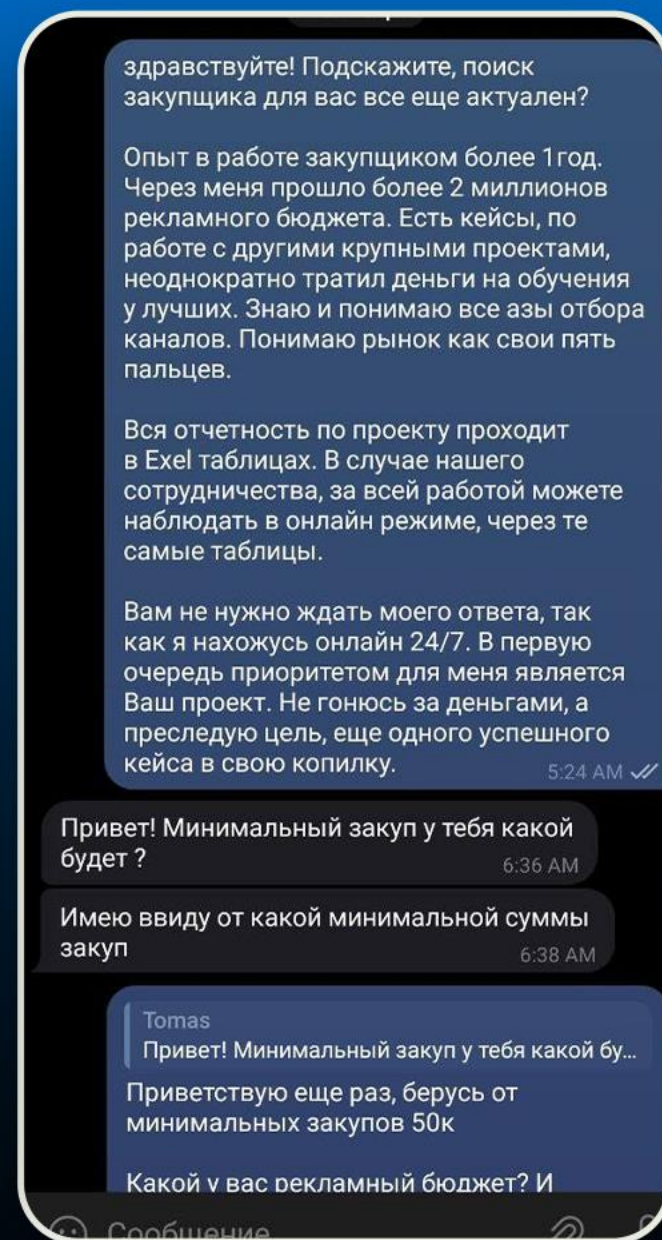 здравствуйте! Подскажите, поиск
закупщика для вас все еще актуален?
Опыт в работе закупщиком более 1год.
Через меня прошло более 2 миллионов
рекламного бюджета. Есть кейсы, по
работе с другими крупными проектами,
неоднократно тратил деньги на обучения
у лучших. Знаю и понимаю все азы отбора
каналов. Понимаю рынок как свои пять
пальцев.
Вся отчетность по проекту проходит
в Exel таблицах. В случае нашего
сотрудничества, за всей работой можете
наблюдать в онлайн режиме, через те
самые таблицы.
Вам не нужно ждать моего ответа, так
как я нахожусь онлайн 24/7. В первую
очередь приоритетом для меня является
Ваш проект. Не гонюсь за деньгами, а
преследую цель, еще одного успешного
кейса в свою копилку.
5:24 AM
Привет! Минимальный закуп у тебя какой
будет ?
6:36 AM
Имею ввиду от какой минимальной суммы
закуп
6:38 AM
Tomas
Привет! Минимальный закуп у тебя какой бу...
Приветствую еще раз, берусь от
минимальных закупов 50к
Какой у вас рекламный бюджет? И
Сообщение